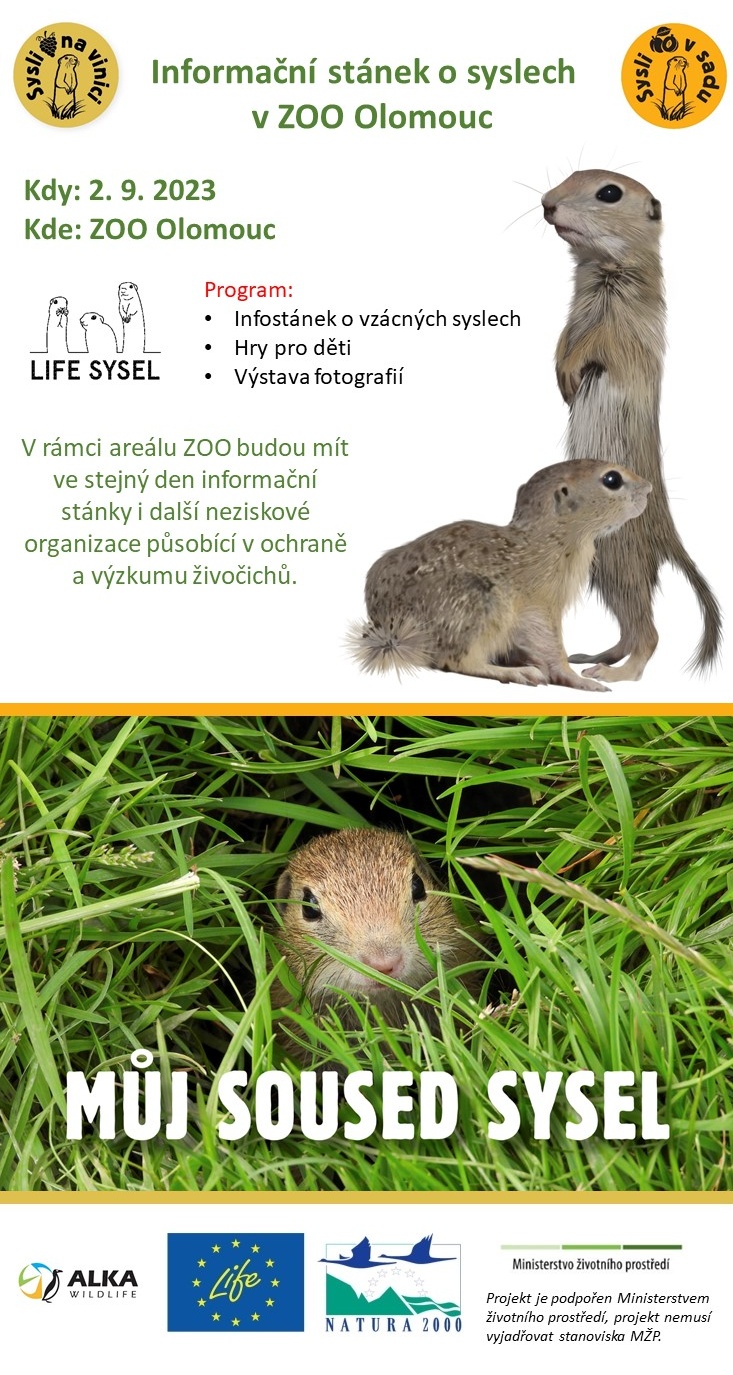 Sysli na vinici
Informační stánek o syslech
v ZOO Olomouc
Sysli v sadu
Kdy: 2. 9. 2023
Kde: ZOO Olomouc
LIFE SYSEL
Program:
• Infostánek o vzácných syslech
• Hry pro děti
• Výstava fotografií
V rámci areálu ZOO budou mít
ve stejný den informační
stánky i další neziskové
organizace působící v ochraně
a výzkumu živočichů.
MŮJ SOUSED SYSEL
ALKA
WILDLIFE
Life
NATURA 2000
Ministerstvo životního prostředí
Projekt je podpořen Ministerstvem
životního prostředí, projekt nemusí
vyjadřovat stanoviska MŽP.